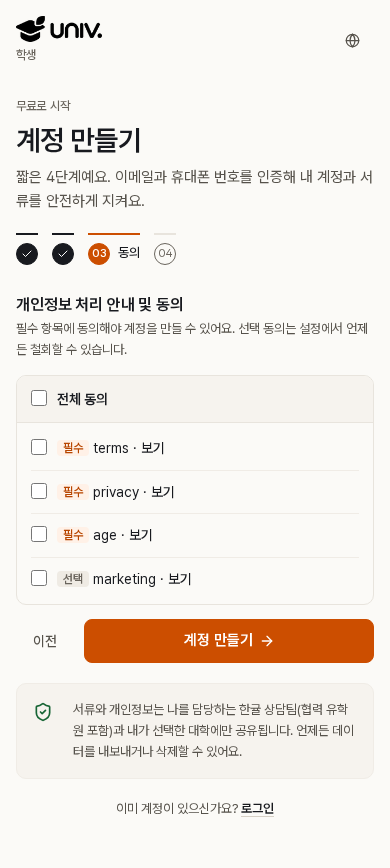 UNIV.
학생
무료로 시작
계정 만들기
짧은 4단계예요. 이메일과 휴대폰 번호를 인증해 내 계정과 서
류를 안전하게 지켜요.
03 동의 04
개인정보 처리 안내 및 동의
필수 항목에 동의해야 계정을 만들 수 있어요. 선택 동의는 설정에서 언제
든 철회할 수 있습니다.
전체 동의
필수 terms · 보기
필수 privacy · 보기
필수 age · 보기
선택 marketing · 보기
이전 계정 만들기 →
서류와 개인정보는 나를 담당하는 한글 상담팀(협력 유학
원 포함)과 내가 선택한 대학에만 공유됩니다. 언제든 데이
터를 내보내거나 삭제할 수 있어요.
이미 계정이 있으신가요? 로그인